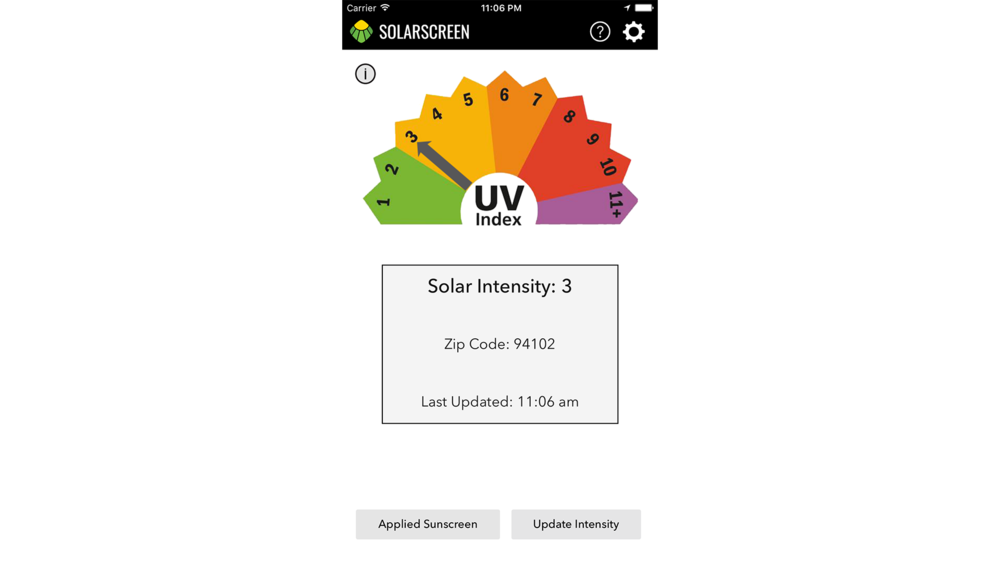 Carrier 11:06 PM
SOLARSCREEN ?
i
1
2
3
4
5
6
7
8
9
10
11+
UV
Index
Solar Intensity: 3
Zip Code: 94102
Last Updated: 11:06 am
Applied Sunscreen Update Intensity